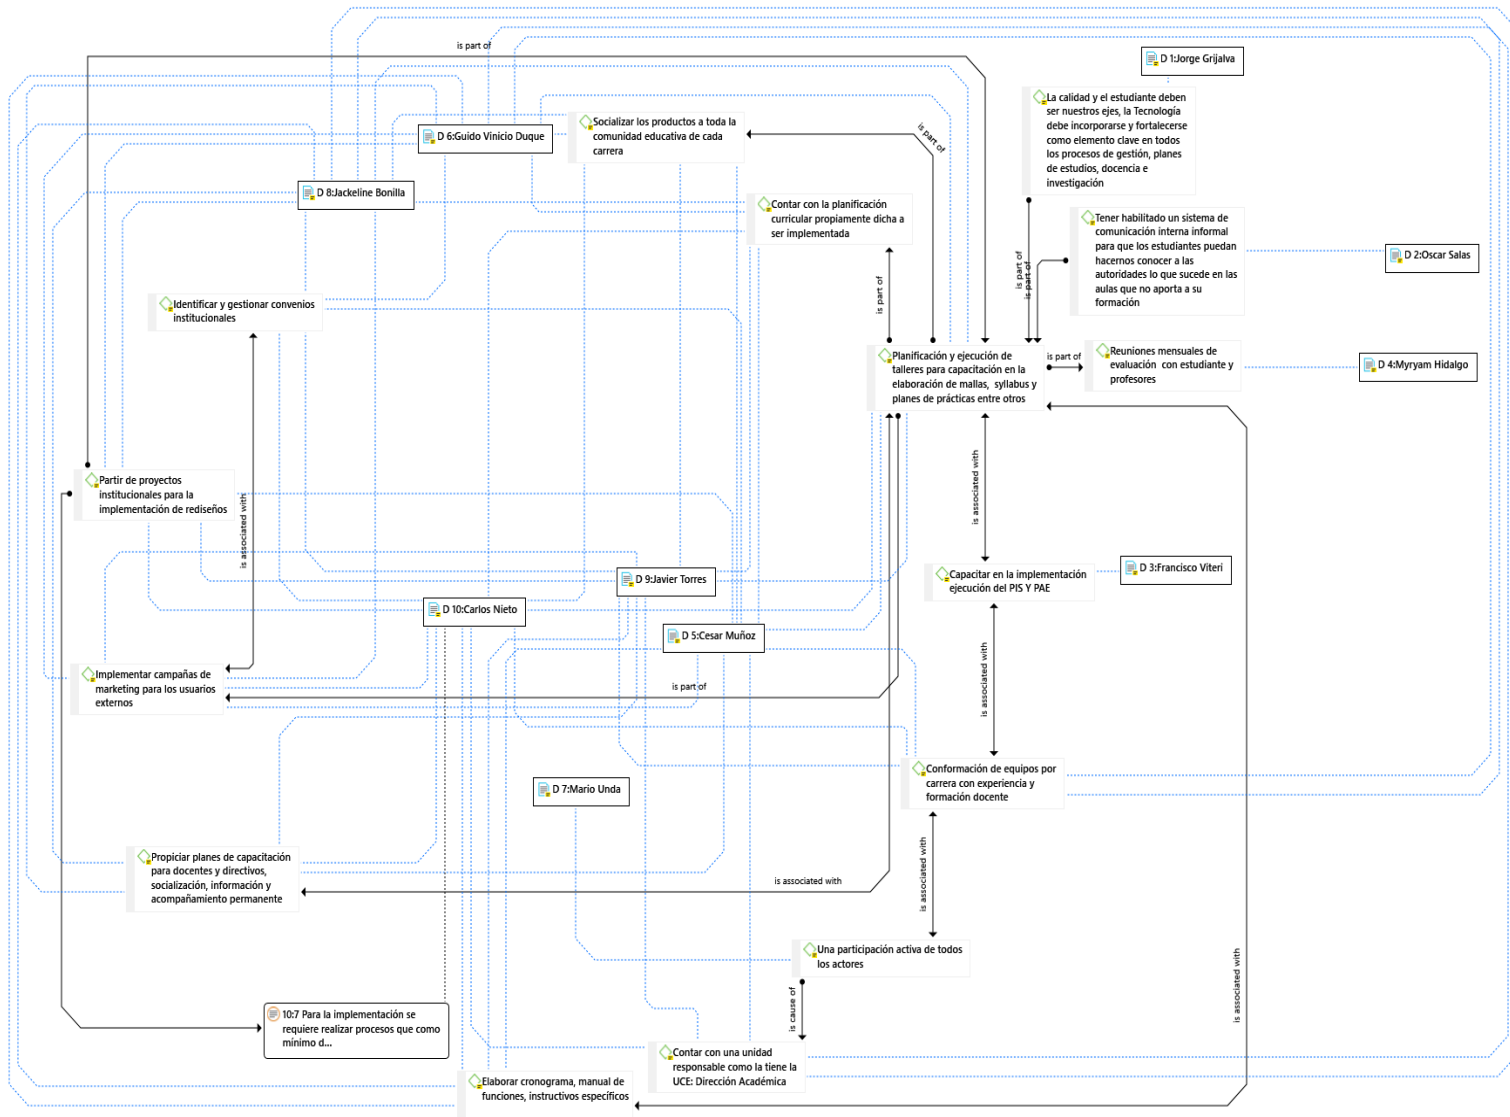 is part of
D 1:Jorge Grijalva
La calidad y el estudiante deben
ser nuestros ejes, la Tecnología
debe incorporarse y fortalecerse
como elemento clave en todos
los procesos de gestión, planes
de estudios, docencia e
investigación
Socializar los productos a toda la
comunidad educativa de cada
carrera
D 6:Guido Vinicio Duque
is part of
D 8:Jackeline Bonilla
Contar con la planificación
curricular propiamente dicha a
ser implementada
Tener habilitado un sistema de
comunicación interna informal
para que los estudiantes puedan
hacernos conocer a las
autoridades lo que sucede en las
aulas que no aporta a su
formación
D 2:Oscar Salas
is part of
is part of
is part of
Identificar y gestionar convenios
institucionales
Planificación y ejecución de
talleres para capacitación en la
elaboración de mallas, syllabus y
planes de prácticas entre otros
is part of
Reuniones mensuales de
evaluación con estudiante y
profesores
D 4:Myryam Hidalgo
Partir de proyectos
institucionales para la
implementación de rediseños
is associated with
is associated with
D 9:Javier Torres
Capacitar en la implementación
ejecución del PIS Y PAE
D 3:Francisco Viteri
D 10:Carlos Nieto
D 5:Cesar Muñoz
Implementar campañas de
marketing para los usuarios
externos
is part of
is associated with
Conformación de equipos por
carrera con experiencia y
formación docente
D 7:Mario Unda
Propiciar planes de capacitación
para docentes y directivos,
socialización, información y
acompañamiento permanente
is associated with
is associated with
Una participación activa de todos
los actores
is associated with
is cause of
10:7 Para la implementación se
requiere realizar procesos que como
mínimo d...
Contar con una unidad
responsable como la tiene la
UCE: Dirección Académica
Elaborar cronograma, manual de
funciones, instructivos específicos